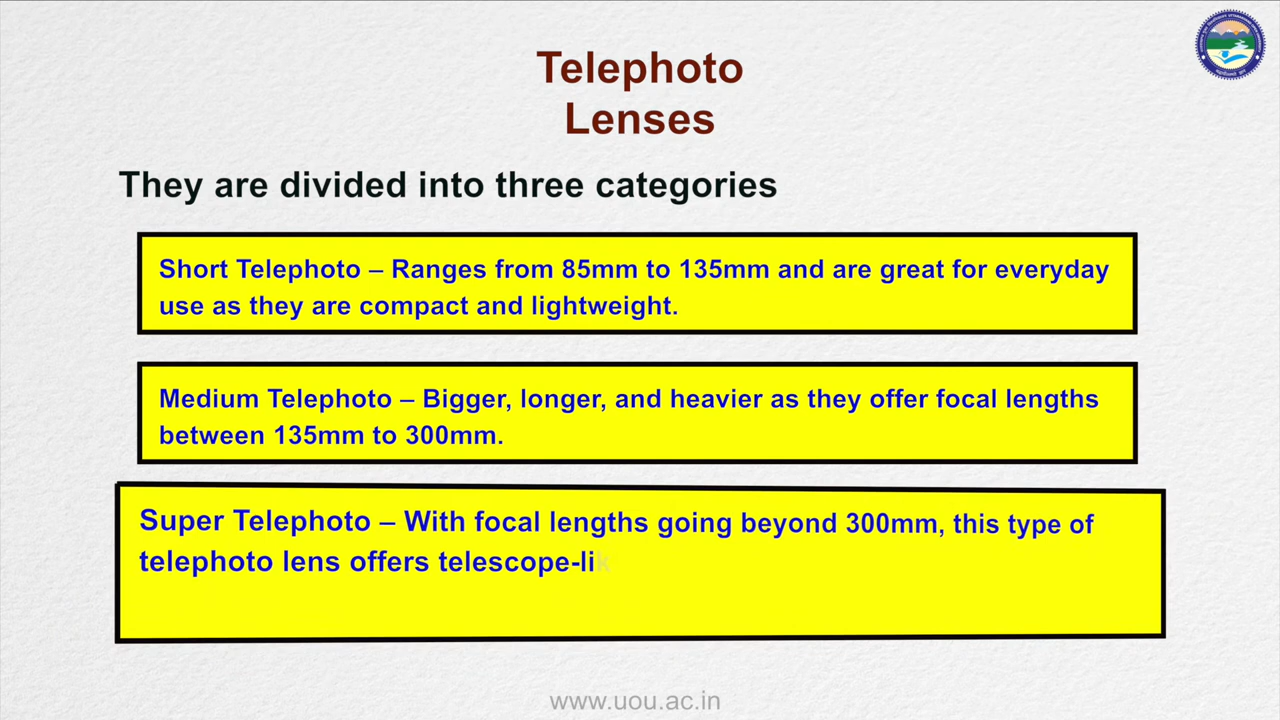 Telephoto
Lenses
They are divided into three categories
Short Telephoto – Ranges from 85mm to 135mm and are great for everyday
use as they are compact and lightweight.
Medium Telephoto – Bigger, longer, and heavier as they offer focal lengths
between 135mm to 300mm.
Super Telephoto – With focal lengths going beyond 300mm, this type of
telephoto lens offers telescope-lik
www.uou.ac.in